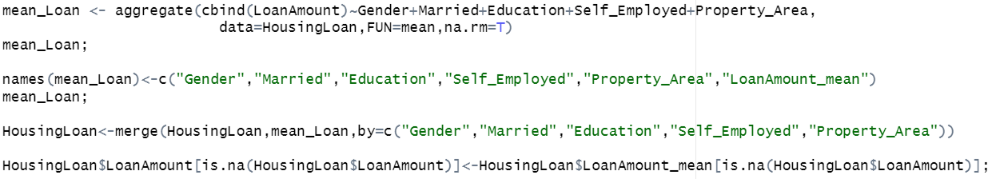 mean_Loan <- aggregate(cbind(LoanAmount)~Gender+Married+Education+Self_Employed+Property_Area,
data=HousingLoan,FUN=mean,na.rm=T)
mean_Loan;
names(mean_Loan)<-c("Gender","Married","Education","Self_Employed","Property_Area","LoanAmount_mean")
mean_Loan;
HousingLoan<-merge(HousingLoan,mean_Loan,by=c("Gender","Married","Education","Self_Employed","Property_Area"))
HousingLoan$LoanAmount[is.na(HousingLoan$LoanAmount)]<-HousingLoan$LoanAmount_mean[is.na(HousingLoan$LoanAmount)];